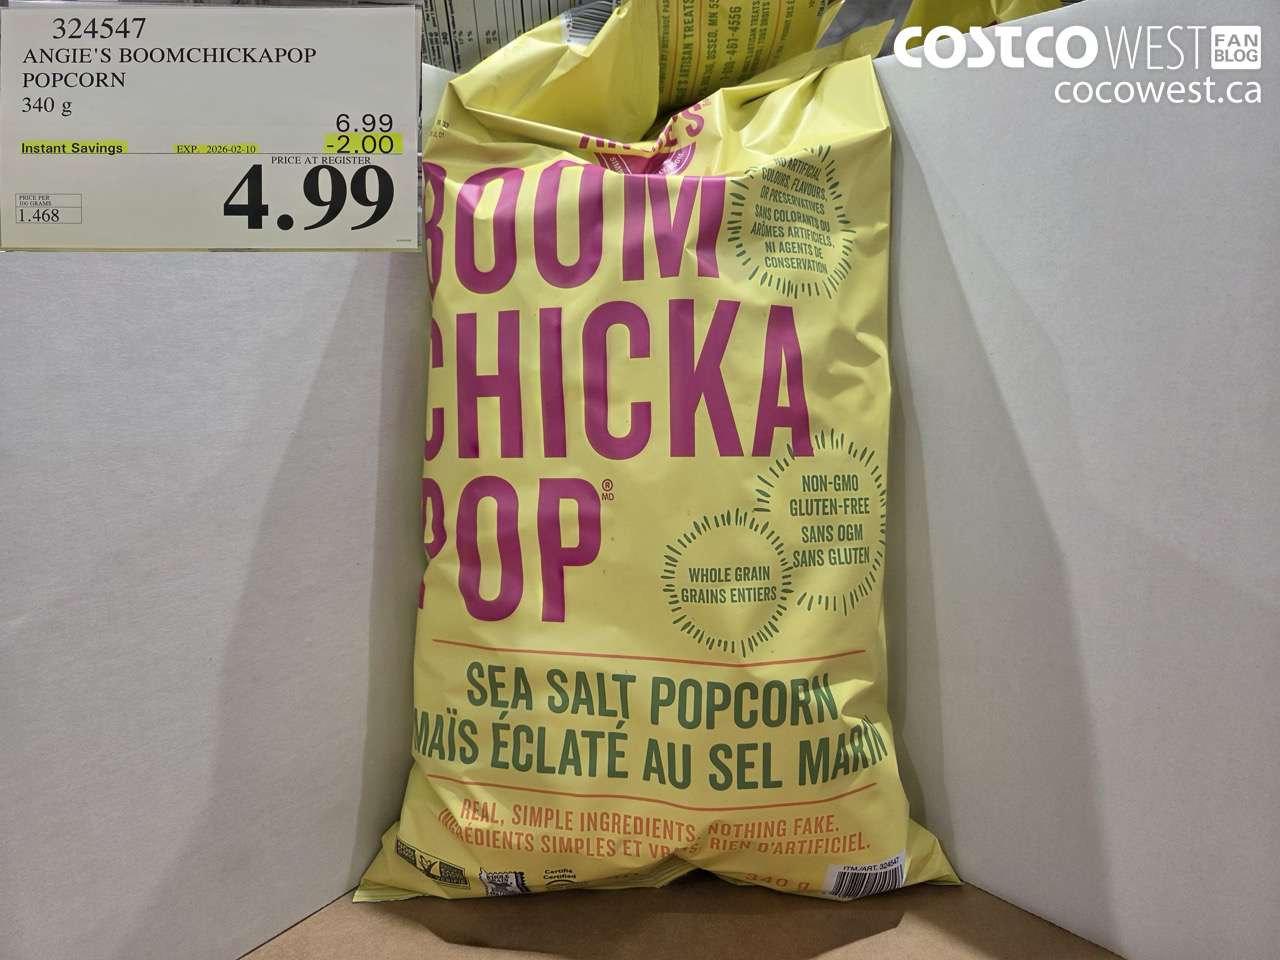 324547
ANGIE'S BOOMCHICKAPOP
POPCORN
340 g
6.99
Instant Savings EXP. 2026-02-10 -2.00
PRICE AT REGISTER
4.99
PRICE PER
100 GRAMS
1.468
COSTCO WEST FAN BLOG
cocowest.ca
BOOM
CHICKA
POP
® MD
NO ARTIFICIAL
COLOURS, FLAVOURS,
OR PRESERVATIVES
SANS COLORANTS OU
ARÔMES ARTIFICIELS,
NI AGENTS DE
CONSERVATION
NON-GMO
GLUTEN-FREE
SANS OGM
SANS GLUTEN
WHOLE GRAIN
GRAINS ENTIERS
SEA SALT POPCORN
MAÏS ÉCLATÉ AU SEL MARIN
REAL, SIMPLE INGREDIENTS. NOTHING FAKE.
INGRÉDIENTS SIMPLES ET VRAIS. RIEN D'ARTIFICIEL.
Certifié
Certified
340 g
ITM./ART. 324547